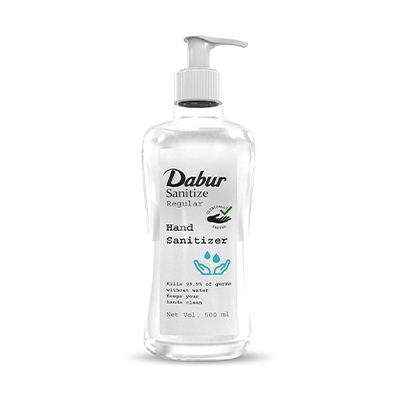 Dabur
Sanitize
Regular
Hand
Sanitizer
Kills 99.9% of germs
without water
Keeps your
hands clean
Net Vol. 500 ml